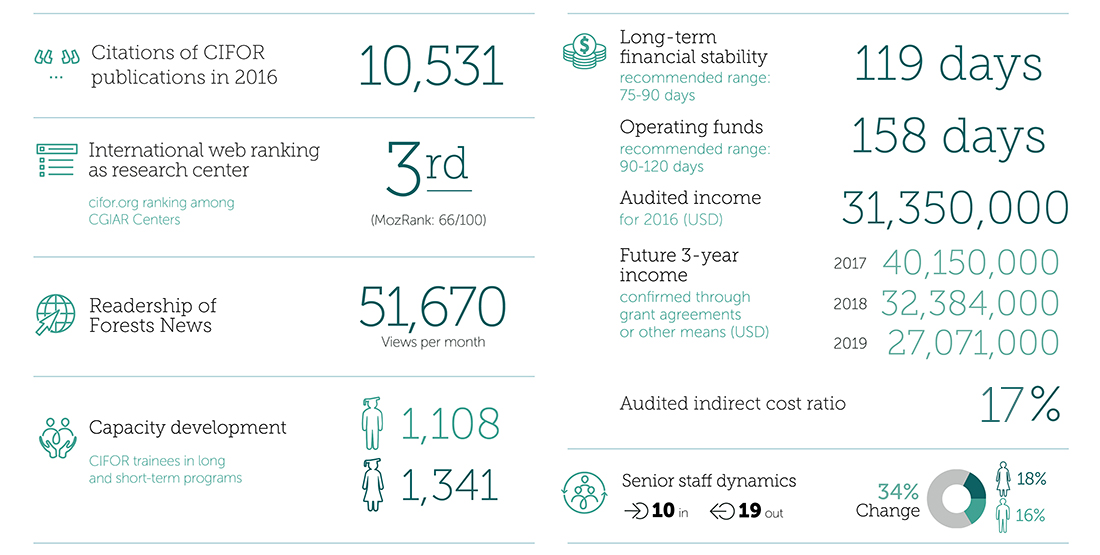 Citations of CIFOR
publications in 2016
10,531
International web ranking
as research center
cifor.org ranking among
CGIAR Centers
3rd
(MozRank: 66/100)
Readership of
Forests News
51,670
Views per month
Capacity development
CIFOR trainees in long
and short-term programs
1,108
1,341
$
Long-term
financial stability
recommended range:
75-90 days
119 days
Operating funds
recommended range:
90-120 days
158 days
Audited income
for 2016 (USD)
31,350,000
Future 3-year
income
confirmed through
grant agreements
or other means (USD)
2017 40,150,000
2018 32,384,000
2019 27,071,000
Audited indirect cost ratio
17%
Senior staff dynamics
10 in 19 out
34%
Change
18%
16%